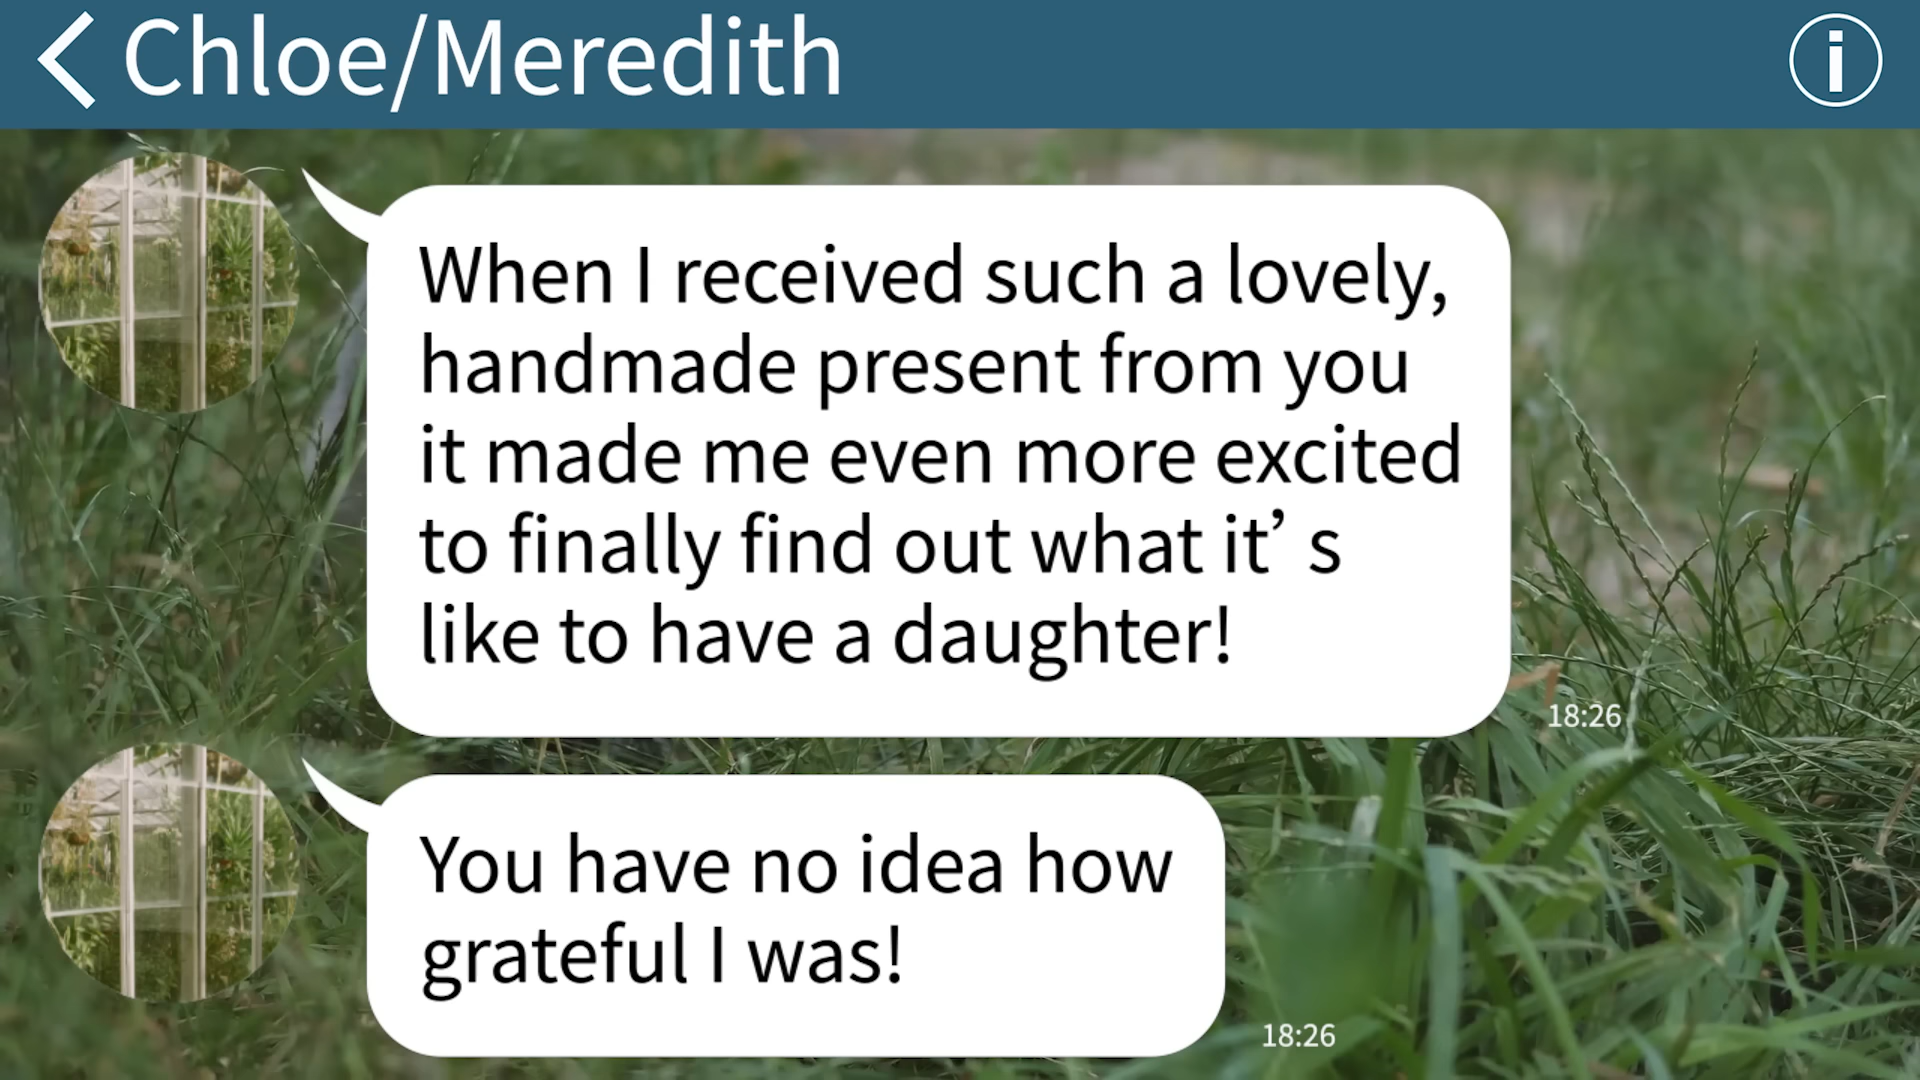 Chloe/Meredith
When I received such a lovely,
handmade present from you
it made me even more excited
to finally find out what it’s
like to have a daughter!
18:26
You have no idea how
grateful I was!
18:26